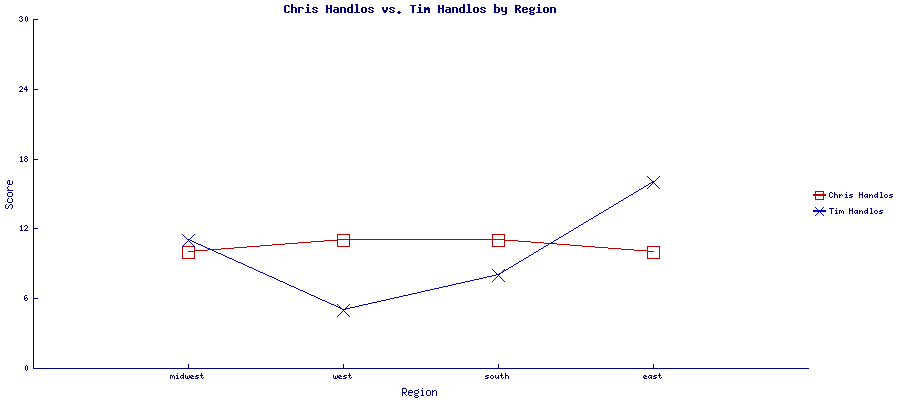 Chris Handlos vs. Tim Handlos by Region
30
24
18
12
6
0
Score
midwest west south east
Region
Chris Handlos
Tim Handlos